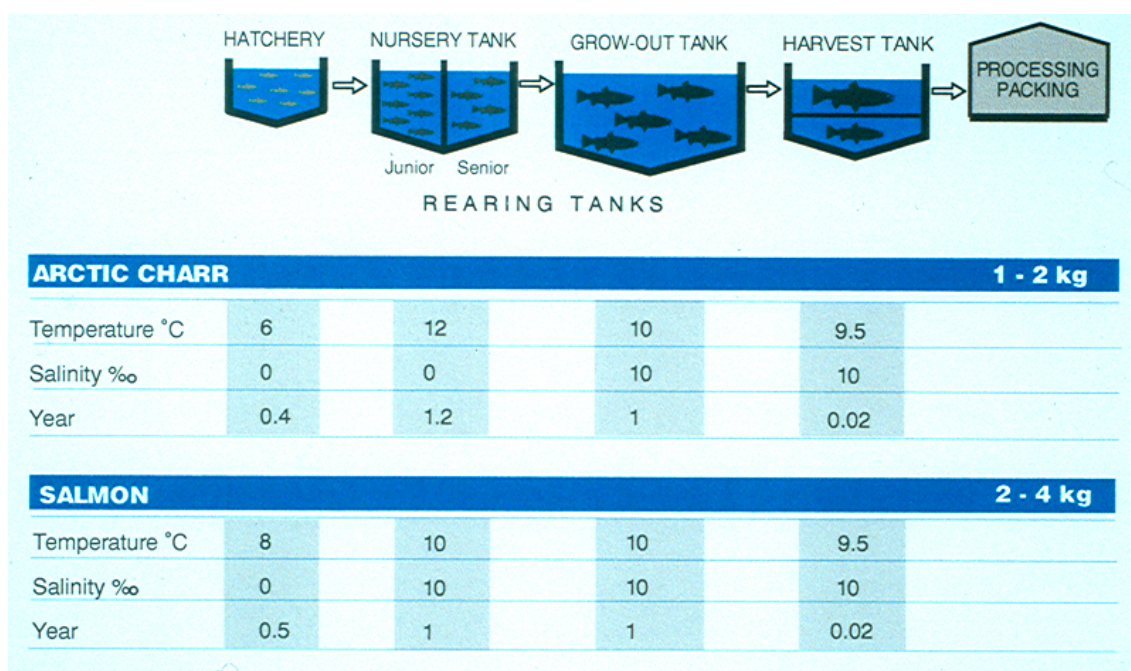 HATCHERY NURSERY TANK GROW-OUT TANK HARVEST TANK
PROCESSING
PACKING
Junior Senior
REARING TANKS
ARCTIC CHARR 1 - 2 kg
Temperature °C 6 12 10 9.5
Salinity ‰ 0 0 10 10
Year 0.4 1.2 1 0.02
SALMON 2 - 4 kg
Temperature °C 8 10 10 9.5
Salinity ‰ 0 10 10 10
Year 0.5 1 1 0.02